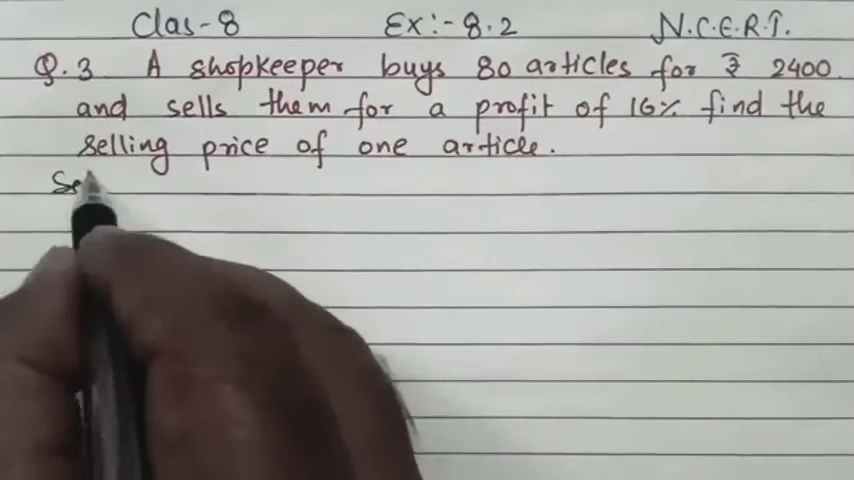 Clas-8 Ex:- 8.2 N.C.E.R.T.
Q.3 A shopkeeper buys 80 articles for ₹ 2400.
and sells them for a profit of 16% find the
selling price of one article.
So